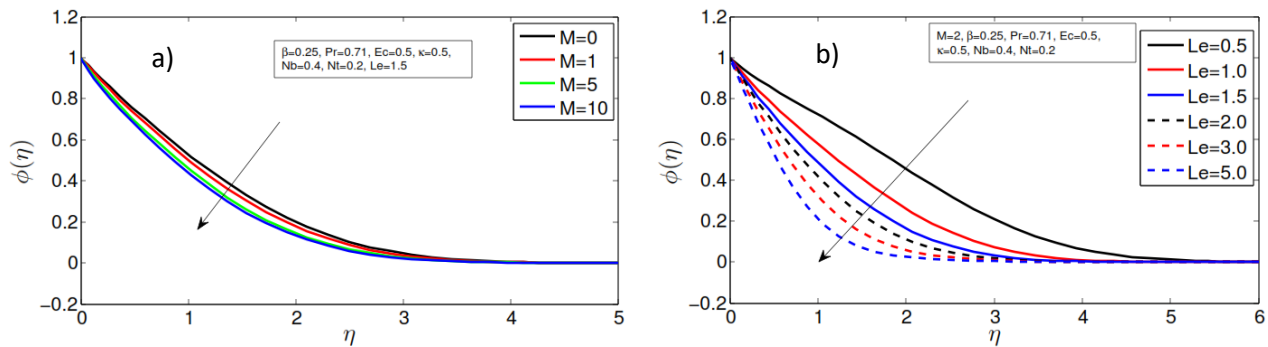 1.2
1
0.8
0.6
0.4
0.2
0
−0.2
ϕ(η)
a)
β=0.25, Pr=0.71, Ec=0.5, κ=0.5,
Nb=0.4, Nt=0.2, Le=1.5
M=0
M=1
M=5
M=10
0 1 2 3 4 5
η
1.2
1
0.8
0.6
0.4
0.2
0
−0.2
ϕ(η)
b)
M=2, β=0.25, Pr=0.71, Ec=0.5,
κ=0.5, Nb=0.4, Nt=0.2
Le=0.5
Le=1.0
Le=1.5
Le=2.0
Le=3.0
Le=5.0
0 1 2 3 4 5 6
η